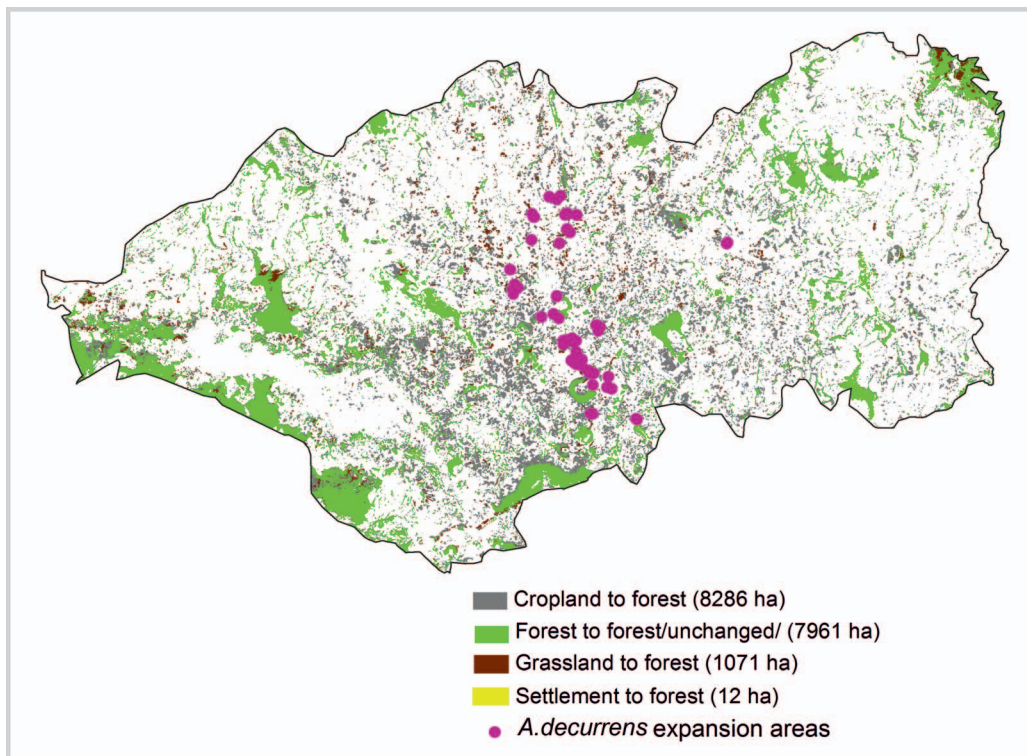 Cropland to forest (8286 ha)
Forest to forest/unchanged/ (7961 ha)
Grassland to forest (1071 ha)
Settlement to forest (12 ha)
A.decurrens expansion areas